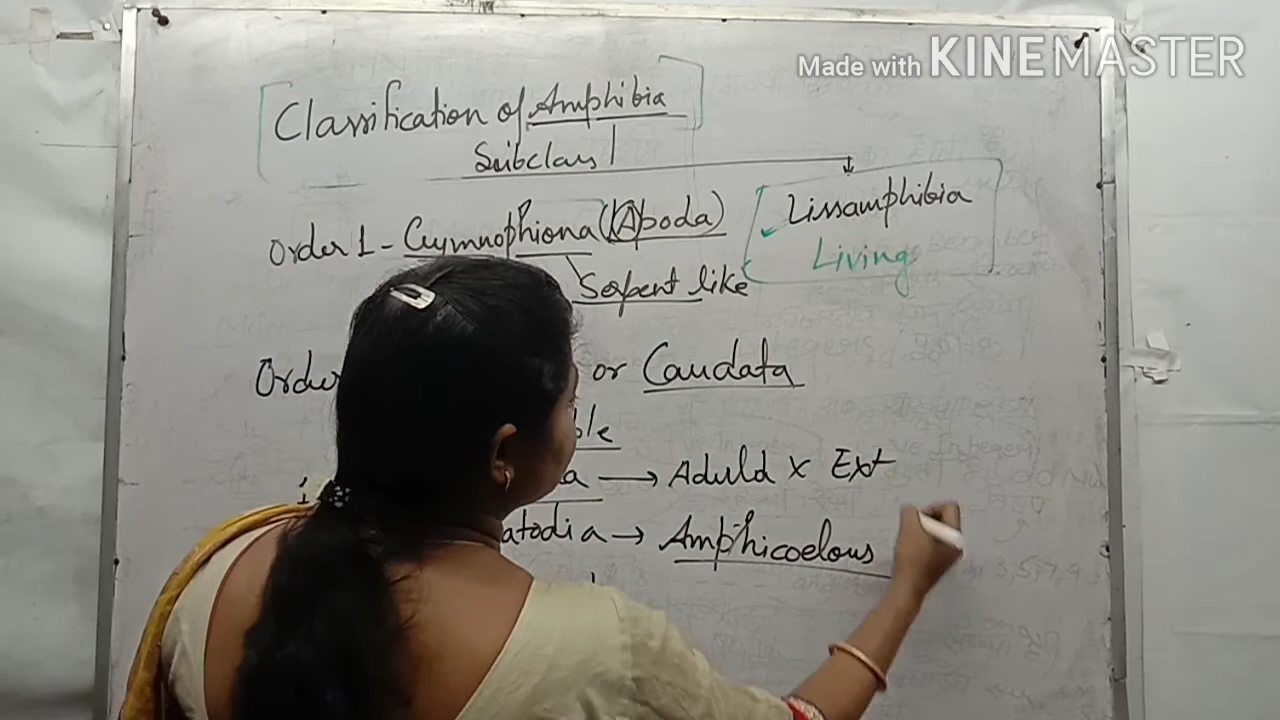 Made with KINEMASTER
Classification of Amphibia
Subclass
Order 1 - Gymnophiona (Apoda)
Lissamphibia
Living
Serpent like
Order or Caudata
ble
a → Aduld x Ext
atodia → Amphicoelous